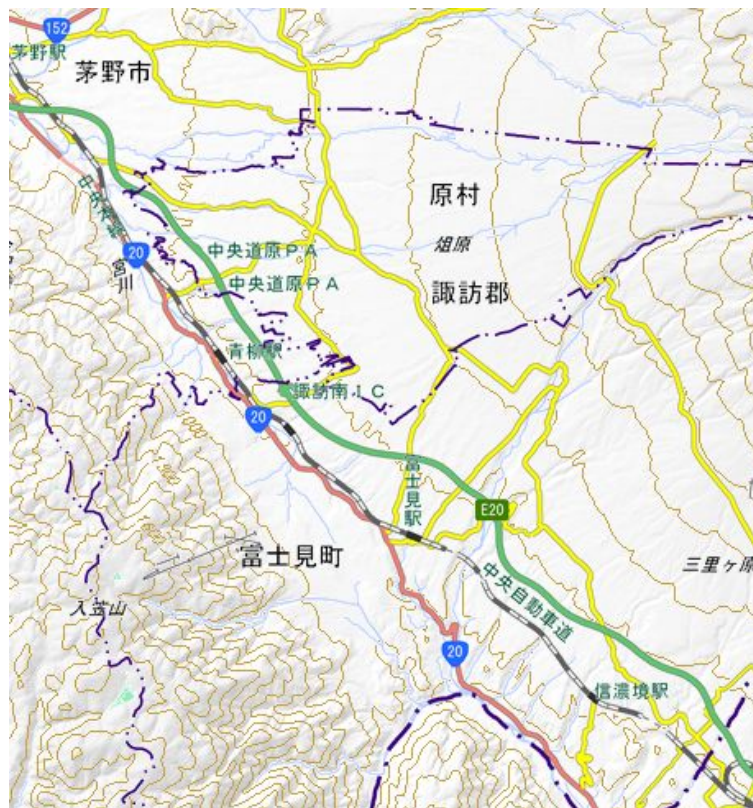 152
茅野駅
茅野市
原村
中央本線
俎原
20
中央道原PA
宮川
中央道原PA
諏訪郡
青柳駅
諏訪南IC
20
富士見駅
E20
富士見町
中央自動車道
三里ヶ原
入笠山
20
信濃境駅